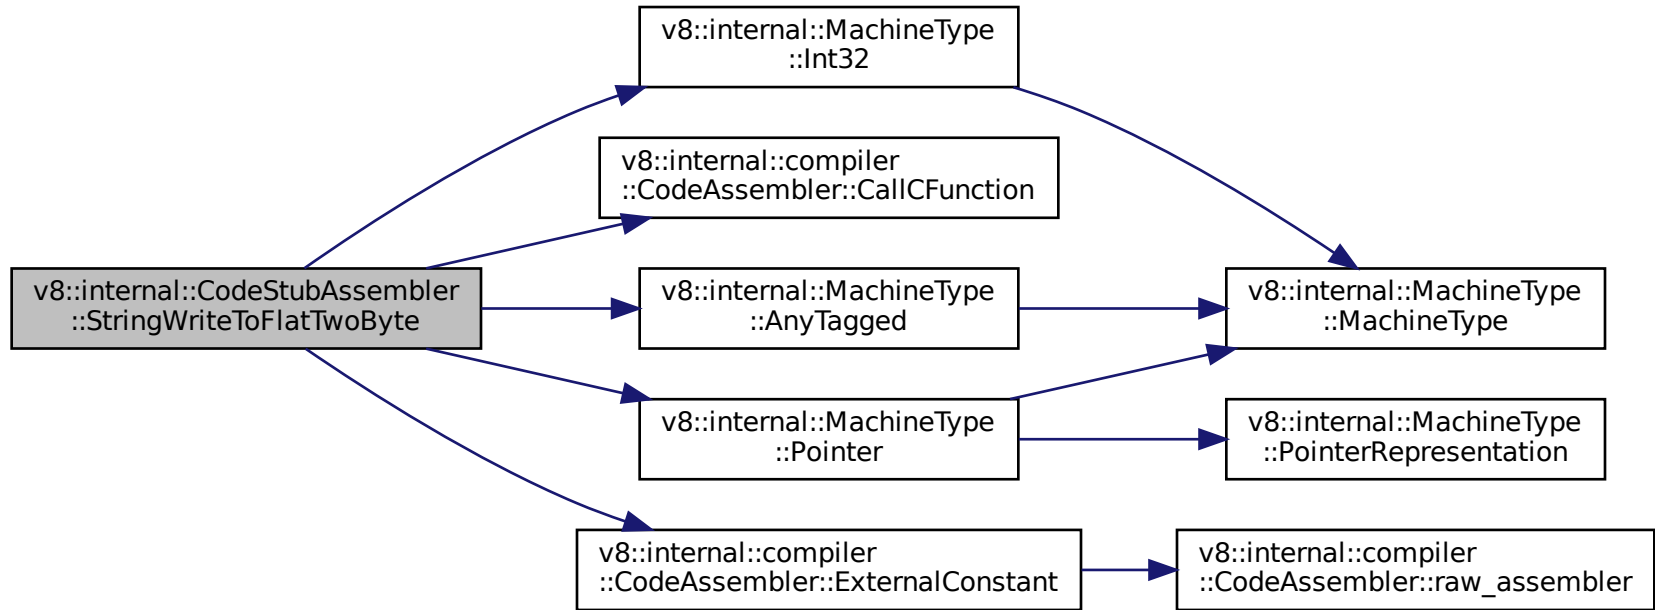 v8::internal::MachineType
::Int32
v8::internal::compiler
::CodeAssembler::CallCFunction
v8::internal::CodeStubAssembler
::StringWriteToFlatTwoByte
v8::internal::MachineType
::AnyTagged
v8::internal::MachineType
::MachineType
v8::internal::MachineType
::Pointer
v8::internal::MachineType
::PointerRepresentation
v8::internal::compiler
::CodeAssembler::ExternalConstant
v8::internal::compiler
::CodeAssembler::raw_assembler